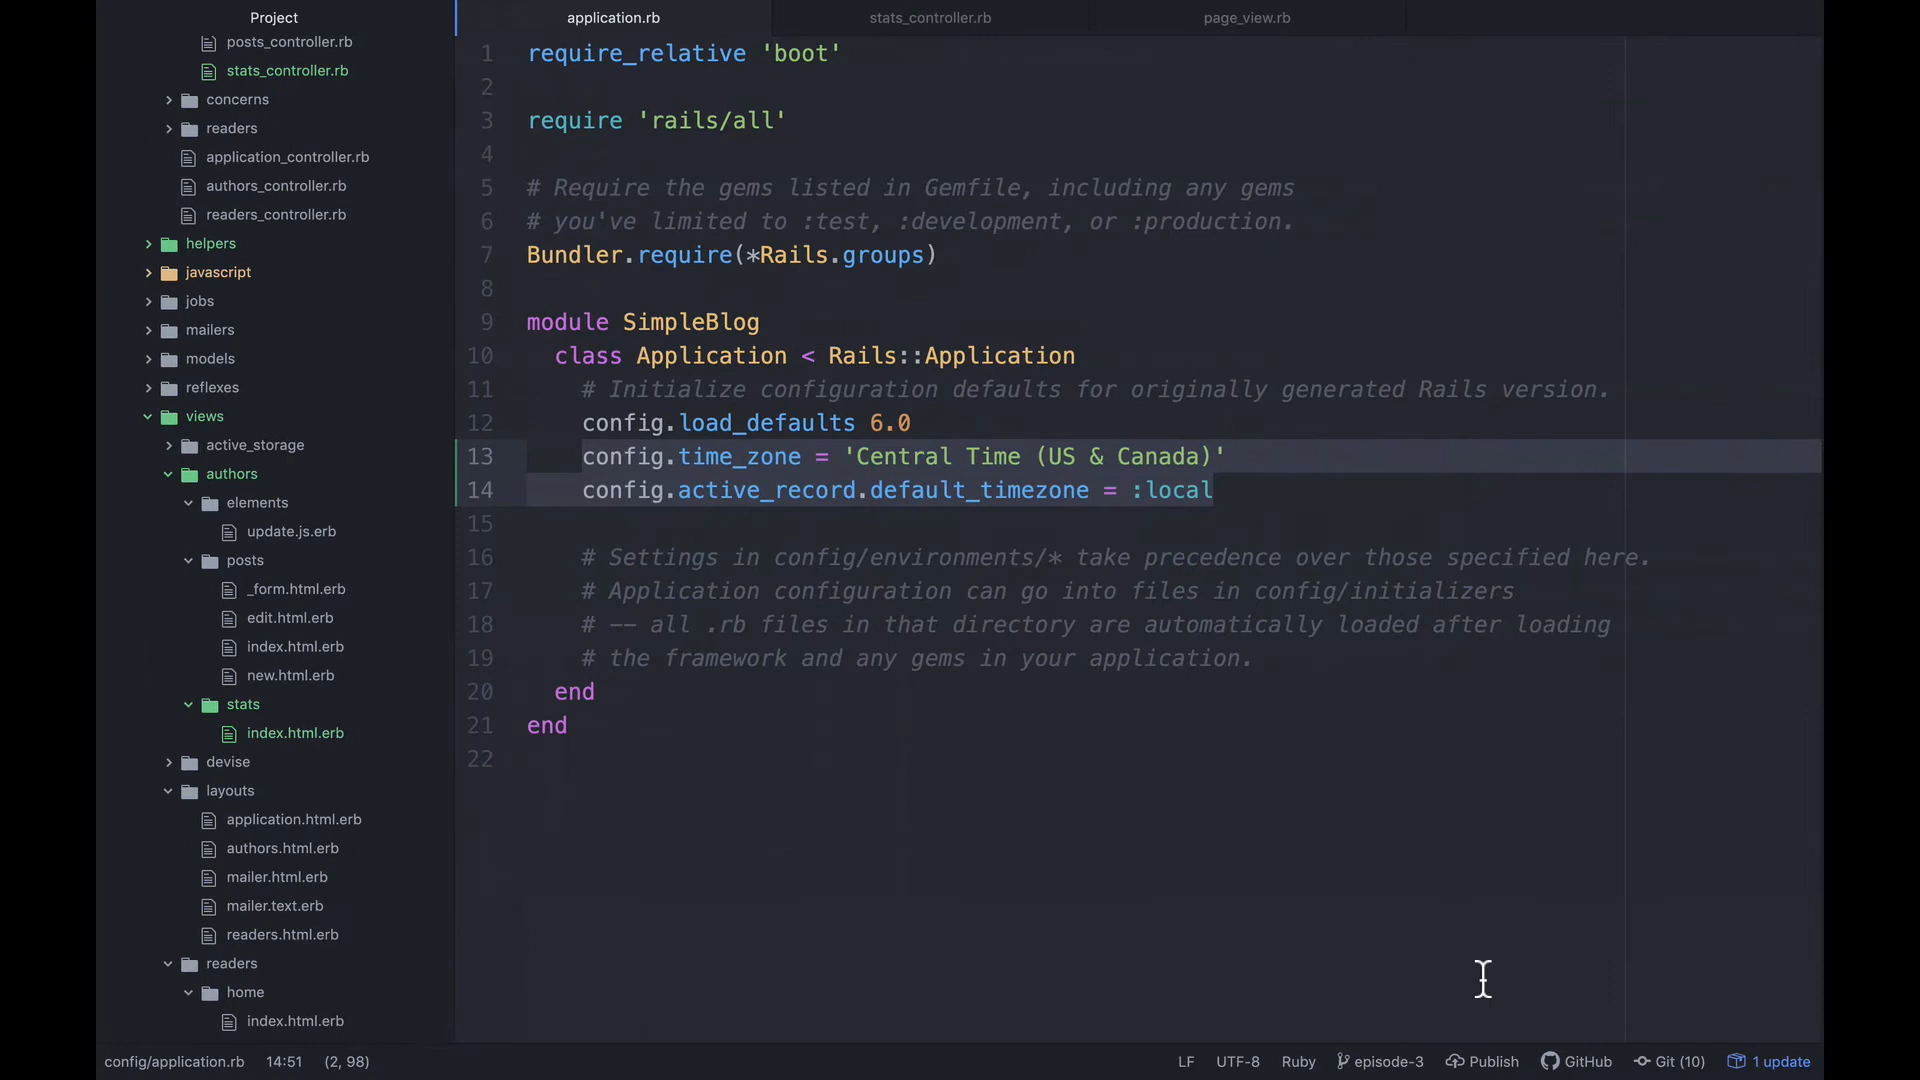 Project
posts_controller.rb
stats_controller.rb
concerns
readers
application_controller.rb
authors_controller.rb
readers_controller.rb
helpers
javascript
jobs
mailers
models
reflexes
views
active_storage
authors
elements
update.js.erb
posts
_form.html.erb
edit.html.erb
index.html.erb
new.html.erb
stats
index.html.erb
devise
layouts
application.html.erb
authors.html.erb
mailer.html.erb
mailer.text.erb
readers.html.erb
readers
home
index.html.erb
application.rb
stats_controller.rb
page_view.rb
1 require_relative 'boot'
2
3 require 'rails/all'
4
5 # Require the gems listed in Gemfile, including any gems
6 # you've limited to :test, :development, or :production.
7 Bundler.require(*Rails.groups)
8
9 module SimpleBlog
10 class Application < Rails::Application
11 # Initialize configuration defaults for originally generated Rails version.
12 config.load_defaults 6.0
13 config.time_zone = 'Central Time (US & Canada)'
14 config.active_record.default_timezone = :local
15
16 # Settings in config/environments/* take precedence over those specified here.
17 # Application configuration can go into files in config/initializers
18 # -- all .rb files in that directory are automatically loaded after loading
19 # the framework and any gems in your application.
20 end
21 end
22
config/application.rb 14:51 (2, 98) LF UTF-8 Ruby episode-3 Publish GitHub Git (10) 1 update